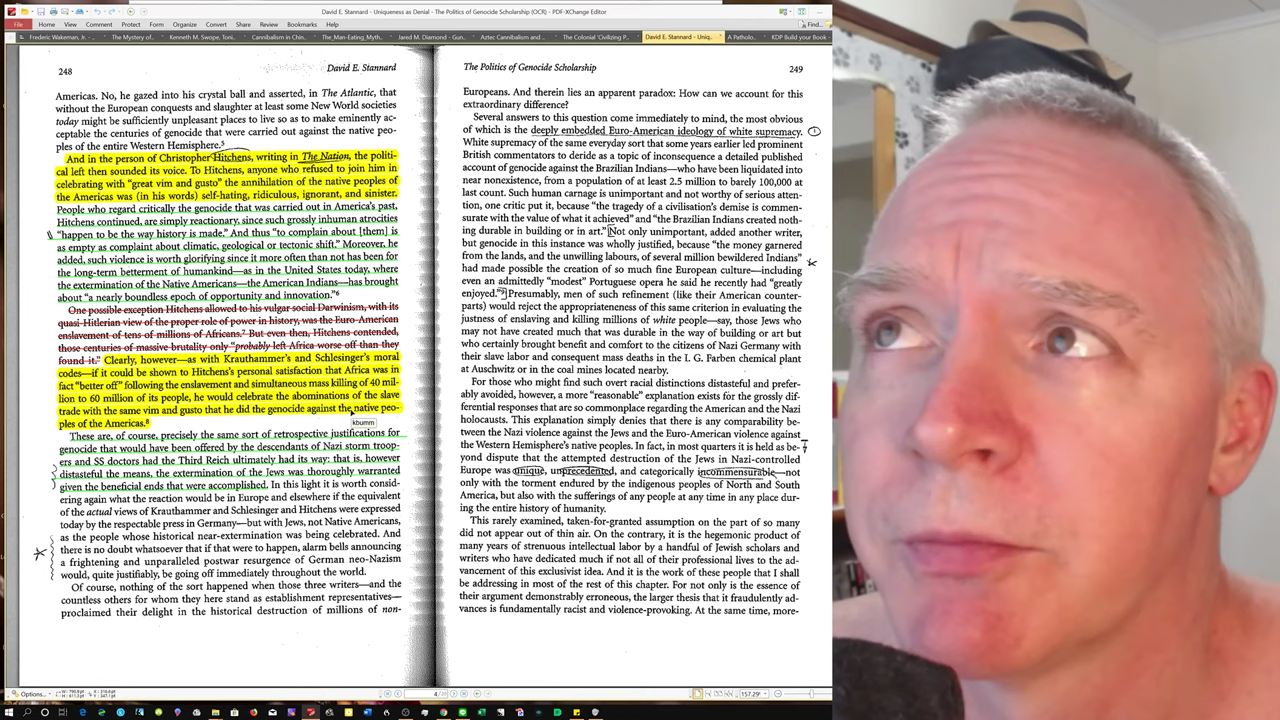 David E. Stannard - Uniqueness as Denial - The Politics of Genocide Scholarship (OCR) - PDF-XChange Editor
File Home View Comment Protect Form Organize Convert Share Review Bookmarks Help
Find...
Frederic Wakeman, Jr. - ... The Mystery of... Kenneth M. Swope, Toni... Cannibalism in Chin... The_Man-Eating_Myth... Jared M. Diamond - Gun... Aztec Cannibalism and ... The Colonial 'Civilizing P... David E. Stannard - Uniq... A Patholo... KDP Build your Book - ...
248
David E. Stannard
Americas. No, he gazed into his crystal ball and asserted, in The Atlantic, that
without the European conquests and slaughter at least some New World societies
today might be sufficiently unpleasant places to live so as to make eminently ac-
ceptable the centuries of genocide that were carried out against the native peo-
ples of the entire Western Hemisphere.5
And in the person of Christopher Hitchens, writing in The Nation, the politi-
cal left then sounded its voice. To Hitchens, anyone who refused to join him in
celebrating with "great vim and gusto" the annihilation of the native peoples of
the Americas was (in his words) self-hating, ridiculous, ignorant, and sinister.
People who regard critically the genocide that was carried out in America's past,
Hitchens continued, are simply reactionary, since such grossly inhuman atrocities
"happen to be the way history is made." And thus "to complain about [them] is
as empty as complaint about climatic, geological or tectonic shift." Moreover, he
added, such violence is worth glorifying since it more often than not has been for
the long-term betterment of humankind—as in the United States today, where
the extermination of the Native Americans—the American Indians—has brought
about "a nearly boundless epoch of opportunity and innovation."6
One possible exception Hitchens allowed to his vulgar social Darwinism, with its
quasi-Hitlerian view of the proper role of power in history, was the Euro-American
enslavement of tens of millions of Africans.7 But even then, Hitchens contended,
those centuries of massive brutality only "probably left Africa worse off than they
found it." Clearly, however—as with Krauthammer's and Schlesinger's moral
codes—if it could be shown to Hitchens's personal satisfaction that Africa was in
fact "better off" following the enslavement and simultaneous mass killing of 40 mil-
lion to 60 million of its people, he would celebrate the abominations of the slave
trade with the same vim and gusto that he did the genocide against the native peo-
ples of the Americas.8
kbumm
These are, of course, precisely the same sort of retrospective justifications for
genocide that would have been offered by the descendants of Nazi storm troop-
ers and SS doctors had the Third Reich ultimately had its way: that is, however
distasteful the means, the extermination of the Jews was thoroughly warranted
given the beneficial ends that were accomplished. In this light it is worth consid-
ering again what the reaction would be in Europe and elsewhere if the equivalent
of the actual views of Krauthammer and Schlesinger and Hitchens were expressed
today by the respectable press in Germany—but with Jews, not Native Americans,
as the people whose historical near-extermination was being celebrated. And
there is no doubt whatsoever that if that were to happen, alarm bells announcing
a frightening and unparalleled postwar resurgence of German neo-Nazism
would, quite justifiably, be going off immediately throughout the world.
Of course, nothing of the sort happened when those three writers—and the
countless others for whom they here stand as establishment representatives—
proclaimed their delight in the historical destruction of millions of non-
The Politics of Genocide Scholarship
249
Europeans. And therein lies an apparent paradox: How can we account for this
extraordinary difference?
Several answers to this question come immediately to mind, the most obvious
of which is the deeply embedded Euro-American ideology of white supremacy.
White supremacy of the same everyday sort that some years earlier led prominent
British commentators to deride as a topic of inconsequence a detailed published
account of genocide against the Brazilian Indians—who have been liquidated into
near nonexistence, from a population of at least 2.5 million to barely 100,000 at
last count. Such human carnage is unimportant and not worthy of serious atten-
tion, one critic put it, because "the tragedy of a civilisation's demise is commen-
surate with the value of what it achieved" and "the Brazilian Indians created noth-
ing durable in building or in art." Not only unimportant, added another writer,
but genocide in this instance was wholly justified, because "the money garnered
from the lands, and the unwilling labours, of several million bewildered Indians"
had made possible the creation of so much fine European culture—including
even an admittedly "modest" Portuguese opera he said he recently had "greatly
enjoyed." Presumably, men of such refinement (like their American counter-
parts) would reject the appropriateness of this same criterion in evaluating the
justness of enslaving and killing millions of white people—say, those Jews who
may not have created much that was durable in the way of building or art but
who certainly brought benefit and comfort to the citizens of Nazi Germany with
their slave labor and consequent mass deaths in the I. G. Farben chemical plant
at Auschwitz or in the coal mines located nearby.
For those who might find such overt racial distinctions distasteful and prefer-
ably avoided, however, a more "reasonable" explanation exists for the grossly dif-
ferential responses that are so commonplace regarding the American and the Nazi
holocausts. This explanation simply denies that there is any comparability be-
tween the Nazi violence against the Jews and the Euro-American violence against
the Western Hemisphere's native peoples. In fact, in most quarters it is held as be-
yond dispute that the attempted destruction of the Jews in Nazi-controlled
Europe was unique, unprecedented, and categorically incommensurable—not
only with the torment endured by the indigenous peoples of North and South
America, but also with the sufferings of any people at any time in any place dur-
ing the entire history of humanity.
This rarely examined, taken-for-granted assumption on the part of so many
did not appear out of thin air. On the contrary, it is the hegemonic product of
many years of strenuous intellectual labor by a handful of Jewish scholars and
writers who have dedicated much if not all of their professional lives to the ad-
vancement of this exclusivist idea. And it is the work of these people that I shall
be addressing in most of the rest of this chapter. For not only is the essence of
their argument demonstrably erroneous, the larger thesis that it fraudulently ad-
vances is fundamentally racist and violence-provoking. At the same time, more-
Options...
157.29%